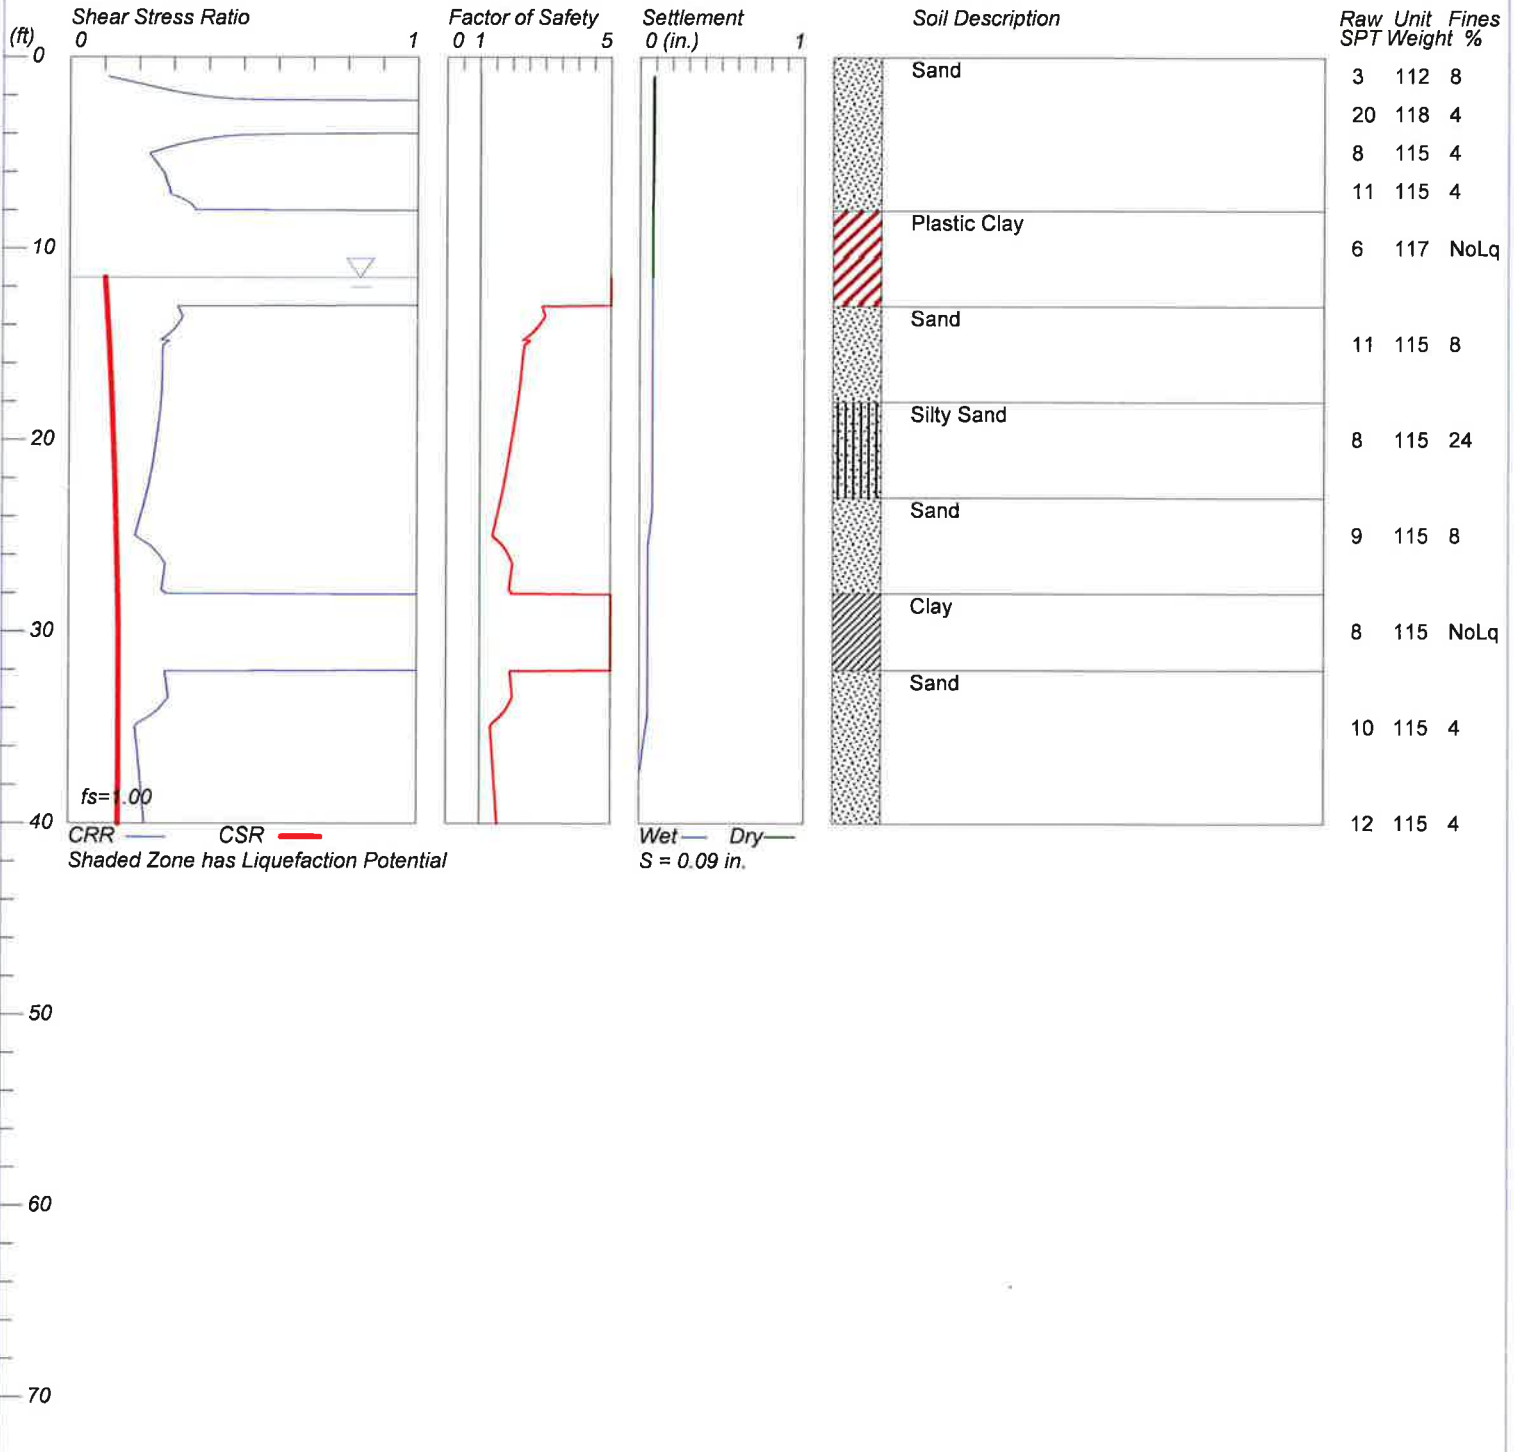 Shear Stress Ratio Factor of Safety Settlement Soil Description Raw Unit Fines
(ft) 0 1 0 1 5 0 (in.) 1 SPT Weight %
0
Sand
3 112 8
20 118 4
8 115 4
11 115 4
Plastic Clay
10 6 117 NoLq
Sand
11 115 8
Silty Sand
20 8 115 24
Sand
9 115 8
Clay
30 8 115 NoLq
Sand
10 115 4
fs=1.00
40 12 115 4
CRR CSR Wet Dry
Shaded Zone has Liquefaction Potential S = 0.09 in.
50
60
70